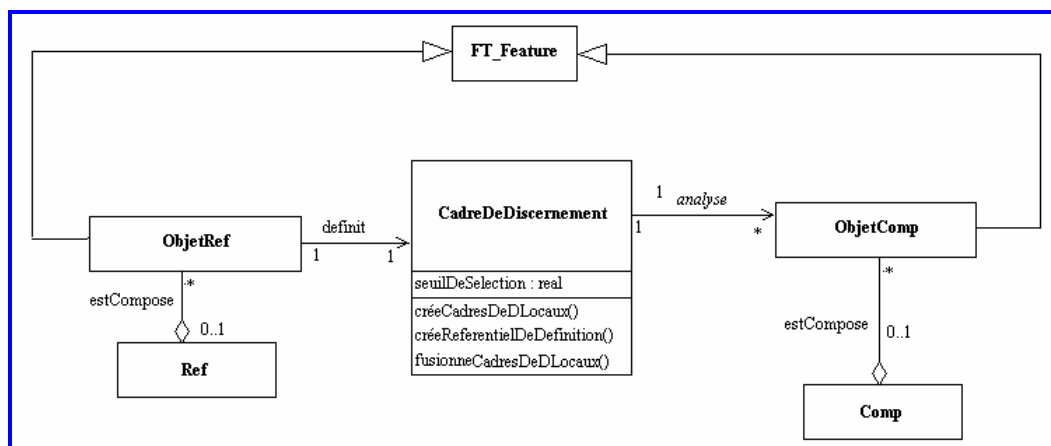 FT_Feature
ObjetRef
definit
1
1
CadreDeDiscernement
seuilDeSelection : real
créeCadresDeDLocaux()
créeReferentielDeDefinition()
fusionneCadresDeDLocaux()
1
analyse
1
*
ObjetComp
*
estCompose
0..1
Ref
*
estCompose
0..1
Comp